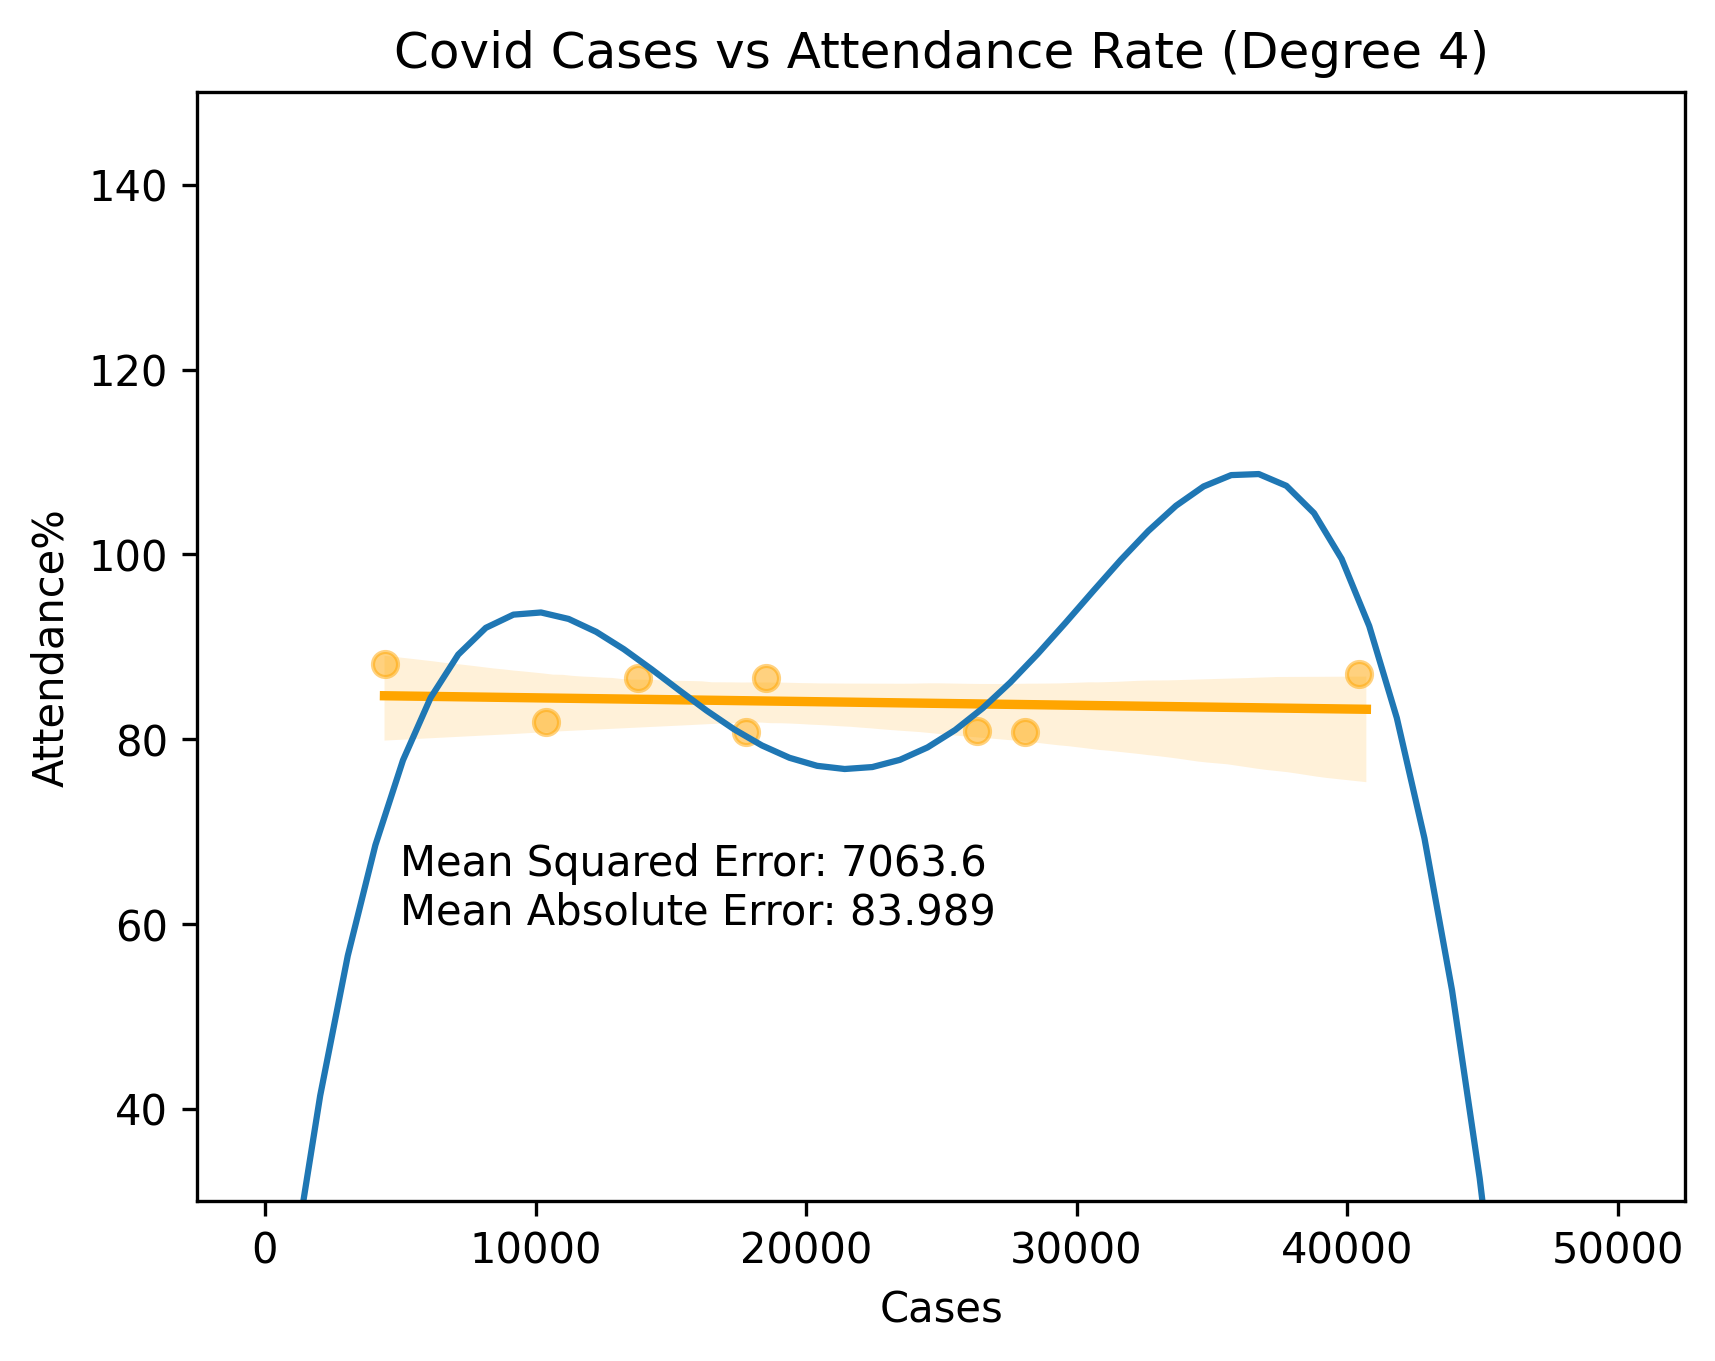 Covid Cases vs Attendance Rate (Degree 4)
140
120
100
80
60
40
Attendance%
Mean Squared Error: 7063.6
Mean Absolute Error: 83.989
0 10000 20000 30000 40000 50000
Cases